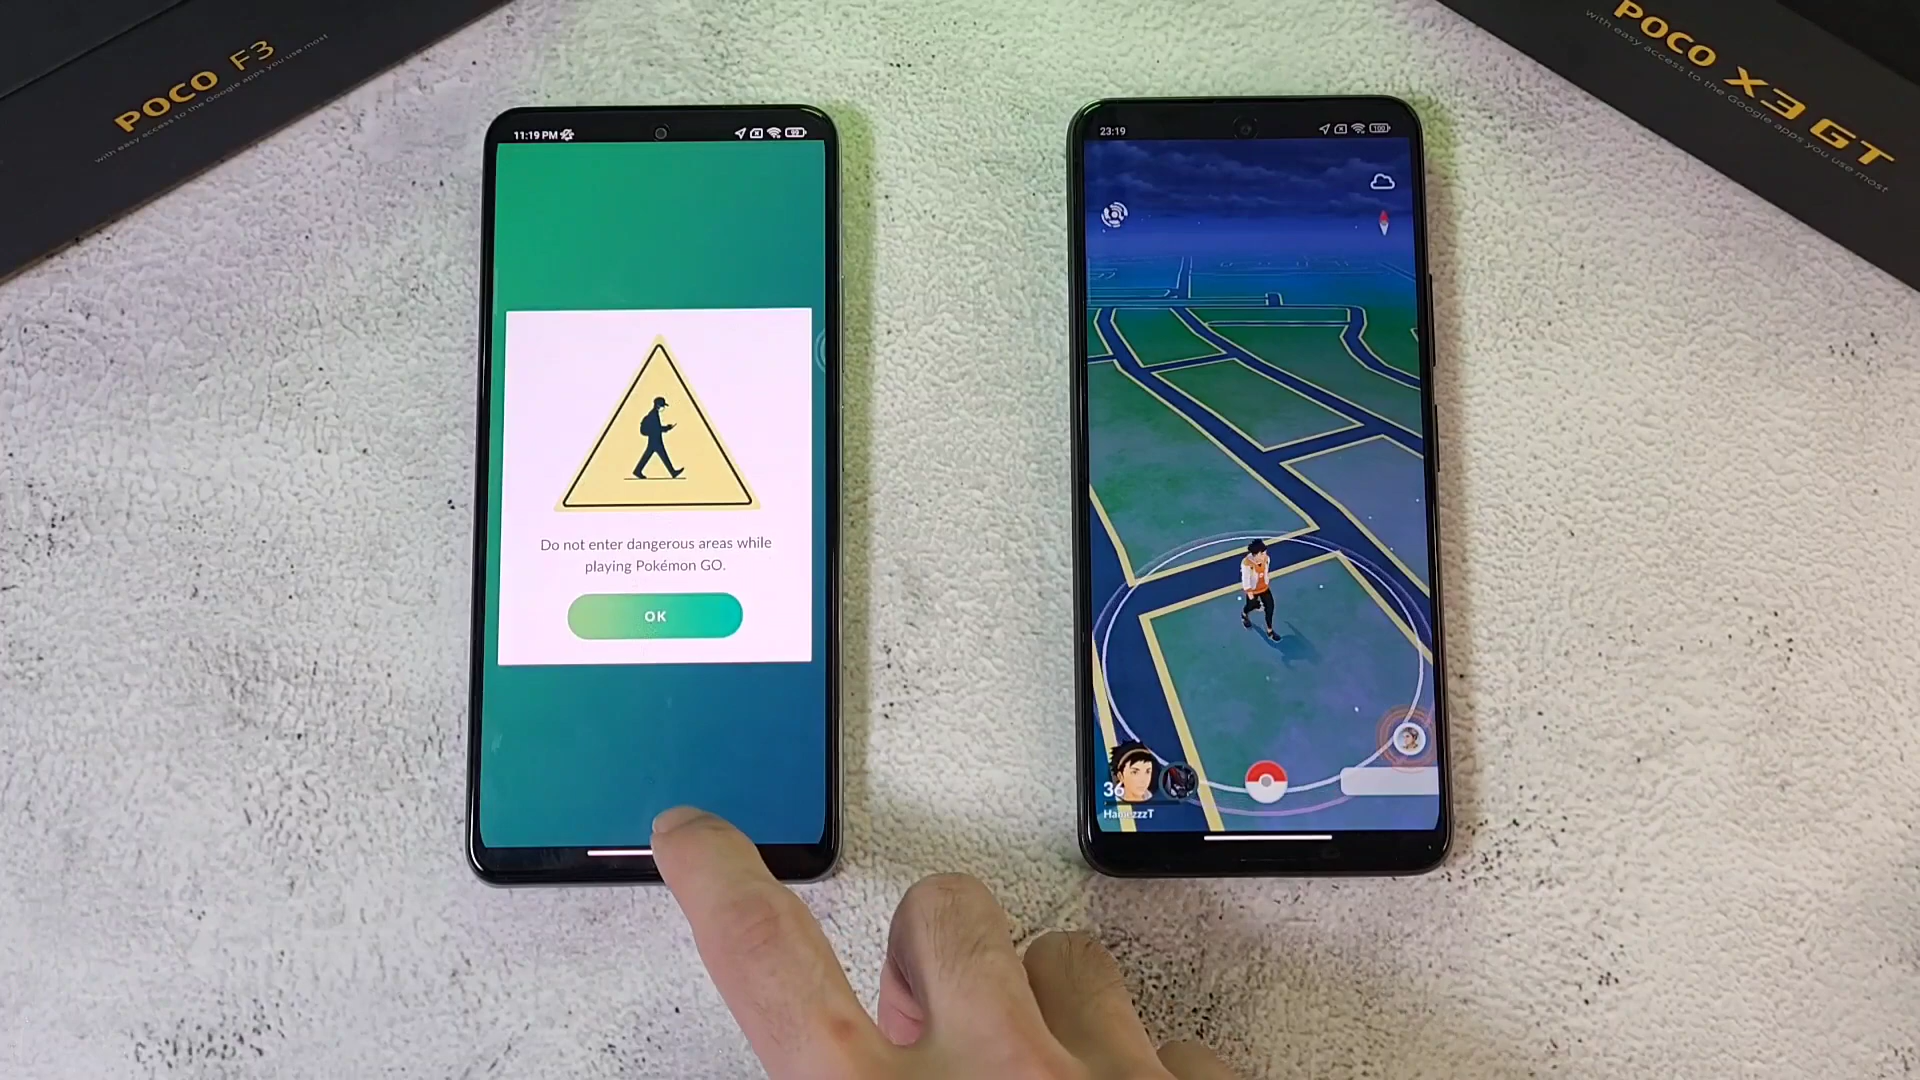 POCO F3
with easy access to the Google apps you use most
POCO X3 GT
with easy access to the Google apps you use most
11:19 PM
Do not enter dangerous areas while
playing Pokémon GO.
OK
23:19
100
36